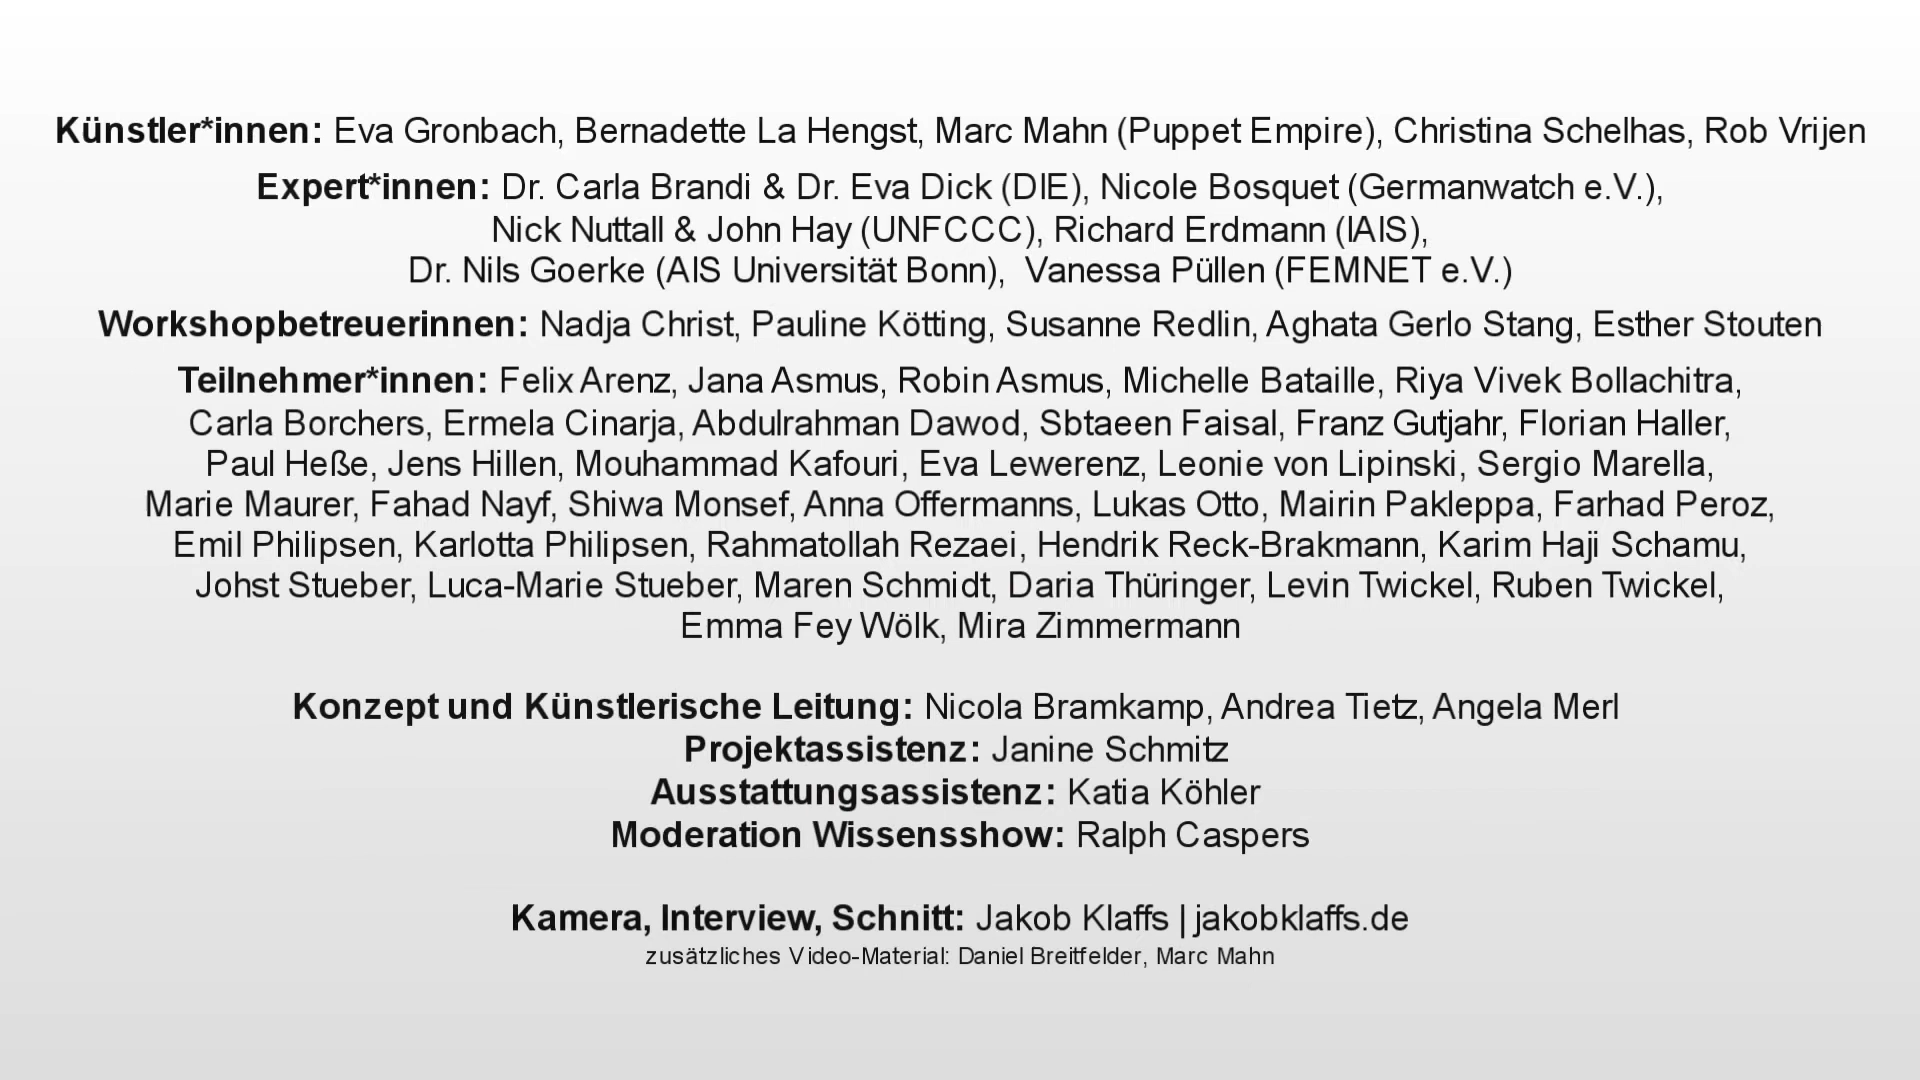 Künstler*innen: Eva Gronbach, Bernadette La Hengst, Marc Mahn (Puppet Empire), Christina Schelhas, Rob Vrijen
Expert*innen: Dr. Carla Brandi & Dr. Eva Dick (DIE), Nicole Bosquet (Germanwatch e.V.),
Nick Nuttall & John Hay (UNFCCC), Richard Erdmann (IAIS),
Dr. Nils Goerke (AIS Universität Bonn), Vanessa Püllen (FEMNET e.V.)
Workshopbetreuerinnen: Nadja Christ, Pauline Kötting, Susanne Redlin, Aghata Gerlo Stang, Esther Stouten
Teilnehmer*innen: Felix Arenz, Jana Asmus, Robin Asmus, Michelle Bataille, Riya Vivek Bollachitra,
Carla Borchers, Ermela Cinarja, Abdulrahman Dawod, Sbtaeen Faisal, Franz Gutjahr, Florian Haller,
Paul Heße, Jens Hillen, Mouhammad Kafouri, Eva Lewerenz, Leonie von Lipinski, Sergio Marella,
Marie Maurer, Fahad Nayf, Shiwa Monsef, Anna Offermanns, Lukas Otto, Mairin Pakleppa, Farhad Peroz,
Emil Philipsen, Karlotta Philipsen, Rahmatollah Rezaei, Hendrik Reck-Brakmann, Karim Haji Schamu,
Johst Stueber, Luca-Marie Stueber, Maren Schmidt, Daria Thüringer, Levin Twickel, Ruben Twickel,
Emma Fey Wölk, Mira Zimmermann
Konzept und Künstlerische Leitung: Nicola Bramkamp, Andrea Tietz, Angela Merl
Projektassistenz: Janine Schmitz
Ausstattungsassistenz: Katia Köhler
Moderation Wissensshow: Ralph Caspers
Kamera, Interview, Schnitt: Jakob Klaffs | jakobklaffs.de
zusätzliches Video-Material: Daniel Breitfelder, Marc Mahn